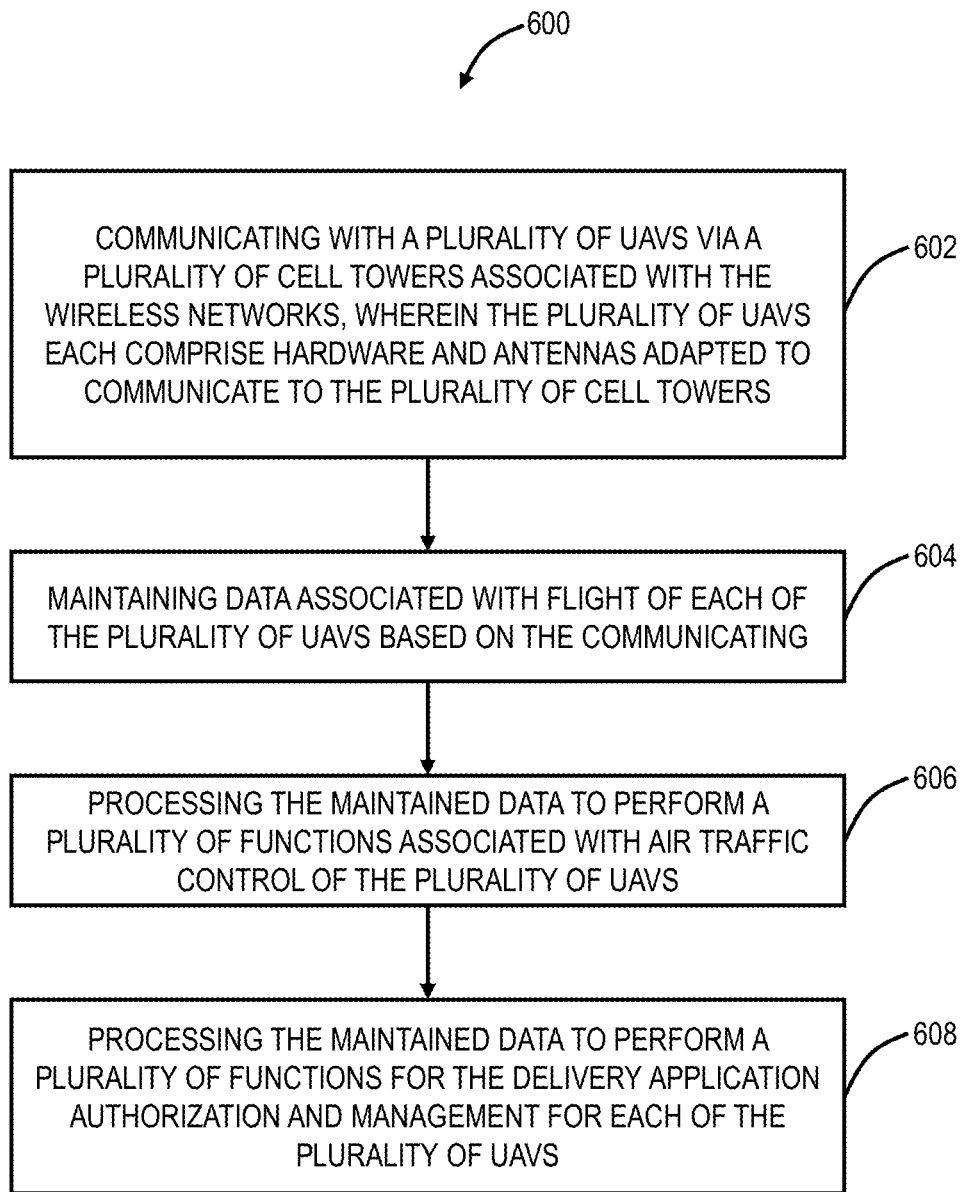 600
COMMUNICATING WITH A PLURALITY OF UAVS VIA A
PLURALITY OF CELL TOWERS ASSOCIATED WITH THE
WIRELESS NETWORKS, WHEREIN THE PLURALITY OF UAVS
EACH COMPRISE HARDWARE AND ANTENNAS ADAPTED TO
COMMUNICATE TO THE PLURALITY OF CELL TOWERS
602
MAINTAINING DATA ASSOCIATED WITH FLIGHT OF EACH OF
THE PLURALITY OF UAVS BASED ON THE COMMUNICATING
604
PROCESSING THE MAINTAINED DATA TO PERFORM A
PLURALITY OF FUNCTIONS ASSOCIATED WITH AIR TRAFFIC
CONTROL OF THE PLURALITY OF UAVS
606
PROCESSING THE MAINTAINED DATA TO PERFORM A
PLURALITY OF FUNCTIONS FOR THE DELIVERY APPLICATION
AUTHORIZATION AND MANAGEMENT FOR EACH OF THE
PLURALITY OF UAVS
608